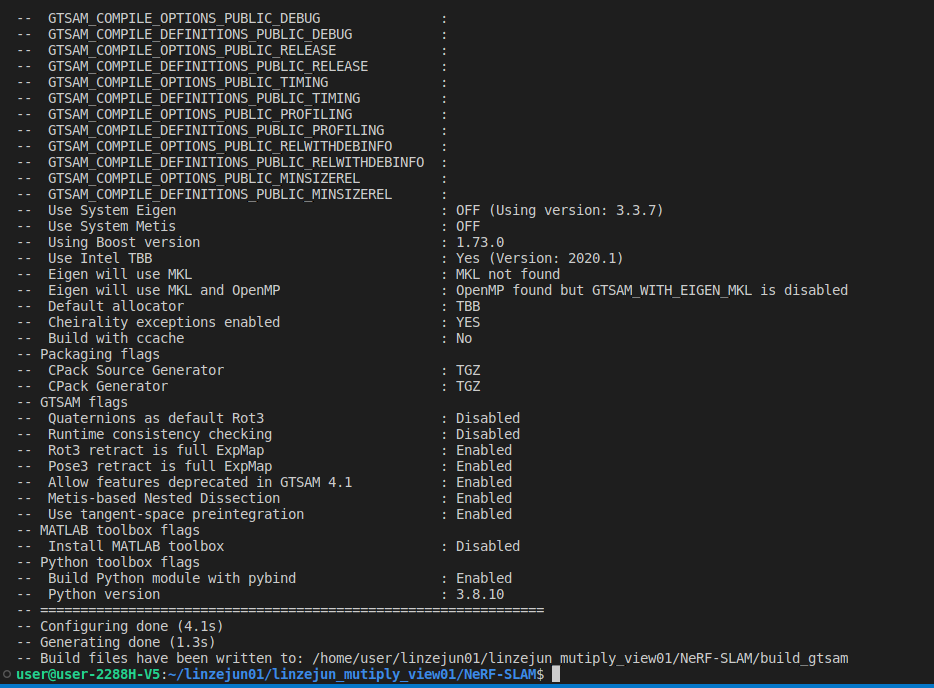 --  GTSAM_COMPILE_OPTIONS_PUBLIC_DEBUG               :
--  GTSAM_COMPILE_DEFINITIONS_PUBLIC_DEBUG           :
--  GTSAM_COMPILE_OPTIONS_PUBLIC_RELEASE             :
--  GTSAM_COMPILE_DEFINITIONS_PUBLIC_RELEASE         :
--  GTSAM_COMPILE_OPTIONS_PUBLIC_TIMING              :
--  GTSAM_COMPILE_DEFINITIONS_PUBLIC_TIMING          :
--  GTSAM_COMPILE_OPTIONS_PUBLIC_PROFILING           :
--  GTSAM_COMPILE_DEFINITIONS_PUBLIC_PROFILING       :
--  GTSAM_COMPILE_OPTIONS_PUBLIC_RELWITHDEBINFO      :
--  GTSAM_COMPILE_DEFINITIONS_PUBLIC_RELWITHDEBINFO  :
--  GTSAM_COMPILE_OPTIONS_PUBLIC_MINSIZEREL          :
--  GTSAM_COMPILE_DEFINITIONS_PUBLIC_MINSIZEREL      :
--  Use System Eigen                                 : OFF (Using version: 3.3.7)
--  Use System Metis                                 : OFF
--  Using Boost version                              : 1.73.0
--  Use Intel TBB                                    : Yes (Version: 2020.1)
--  Eigen will use MKL                               : MKL not found
--  Eigen will use MKL and OpenMP                    : OpenMP found but GTSAM_WITH_EIGEN_MKL is disabled
--  Default allocator                                : TBB
--  Cheirality exceptions enabled                    : YES
--  Build with ccache                                : No
-- Packaging flags
--  CPack Source Generator                           : TGZ
--  CPack Generator                                  : TGZ
-- GTSAM flags
--  Quaternions as default Rot3                      : Disabled
--  Runtime consistency checking                     : Disabled
--  Rot3 retract is full ExpMap                      : Enabled
--  Pose3 retract is full ExpMap                     : Enabled
--  Allow features deprecated in GTSAM 4.1           : Enabled
--  Metis-based Nested Dissection                    : Enabled
--  Use tangent-space preintegration                 : Enabled
-- MATLAB toolbox flags
--  Install MATLAB toolbox                           : Disabled
-- Python toolbox flags
--  Build Python module with pybind                  : Enabled
--  Python version                                   : 3.8.10
-- ===============================================================
-- Configuring done (4.1s)
-- Generating done (1.3s)
-- Build files have been written to: /home/user/linzejun01/linzejun_mutiply_view01/NeRF-SLAM/build_gtsam
user@user-2288H-V5:~/linzejun01/linzejun_mutiply_view01/NeRF-SLAM$